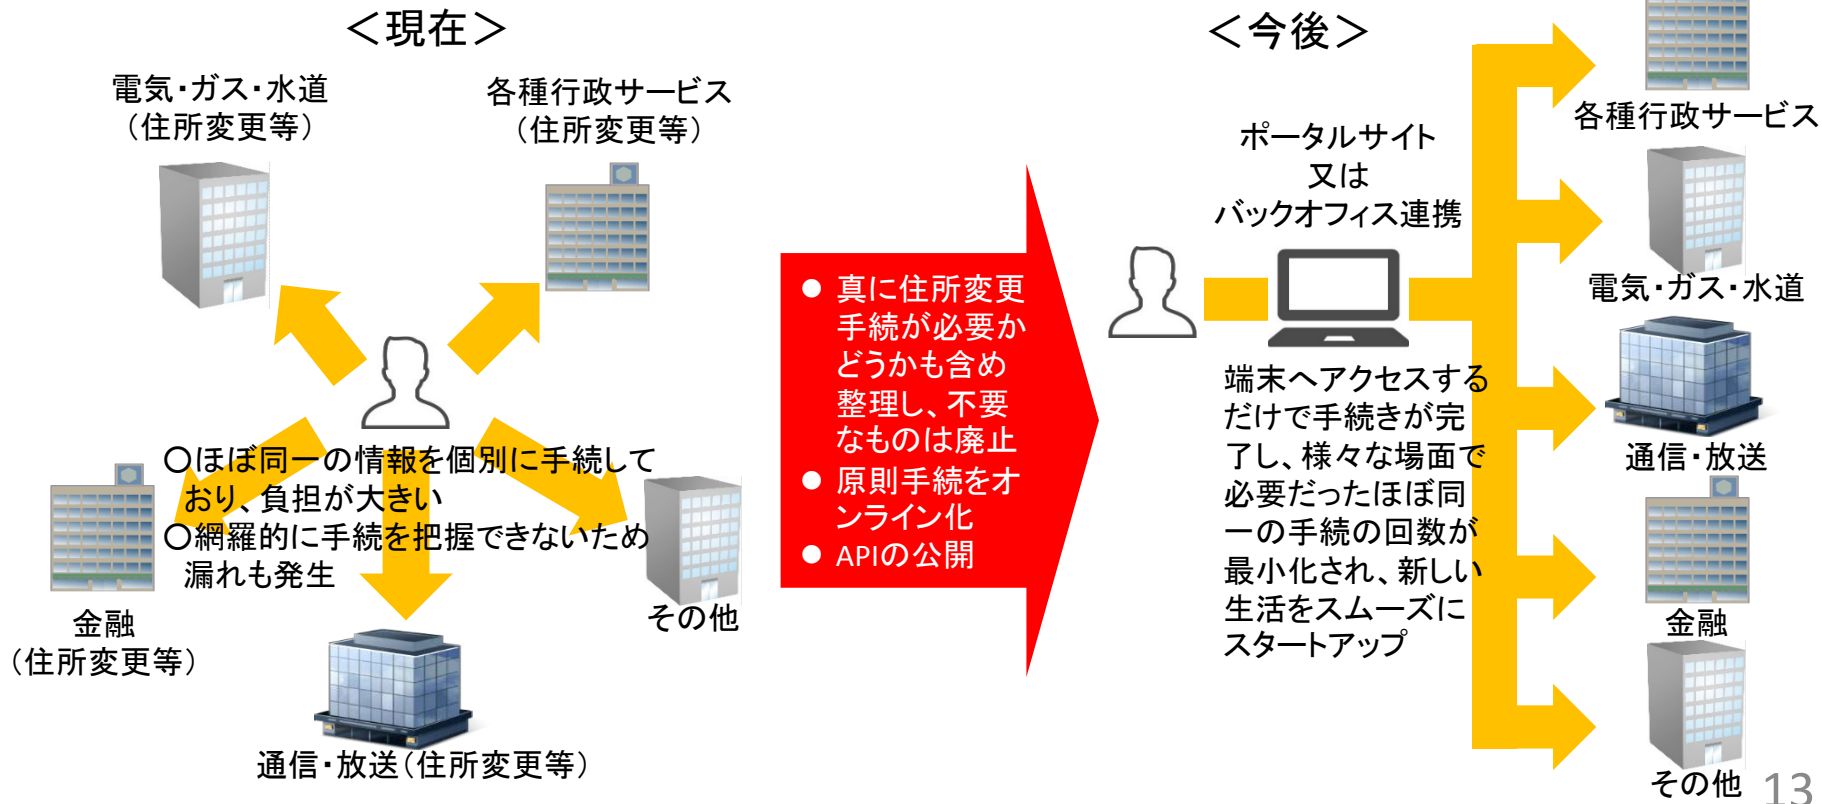 ＜現在＞
電気・ガス・水道
（住所変更等）
各種行政サービス
（住所変更等）
○ほぼ同一の情報を個別に手続して
おり、負担が大きい
○網羅的に手続を把握できないため
漏れも発生
金融
（住所変更等）
その他
通信・放送（住所変更等）
● 真に住所変更
手続が必要か
どうかも含め
整理し、不要
なものは廃止
● 原則手続をオ
ンライン化
● APIの公開
＜今後＞
ポータルサイト
又は
バックオフィス連携
端末へアクセスする
だけで手続きが完
了し、様々な場面で
必要だったほぼ同
一の手続の回数が
最小化され、新しい
生活をスムーズに
スタートアップ
各種行政サービス
電気・ガス・水道
通信・放送
金融
その他
13